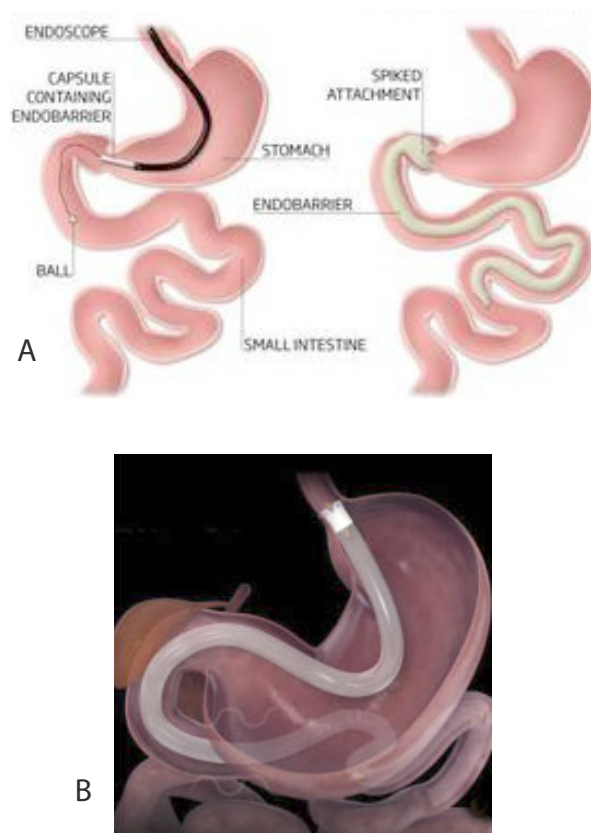 ENDOSCOPE
CAPSULE
CONTAINING
ENDOBARRIER
SPIKED
ATTACHMENT
STOMACH
ENDOBARRIER
BALL
SMALL INTESTINE
A
B